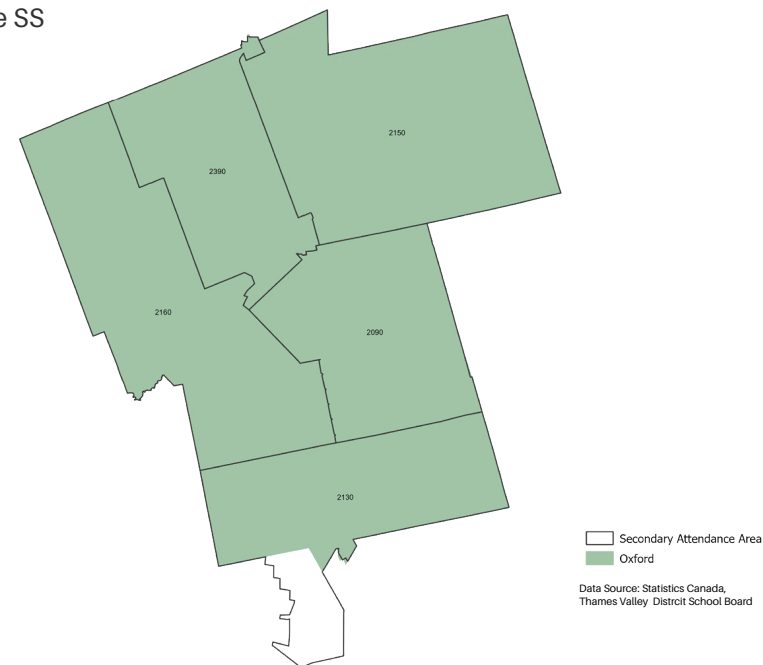 e SS
2150
2390
2160
2090
2130
Secondary Attendance Area
Oxford
Data Source: Statistics Canada,
Thames Valley Distrcit School Board